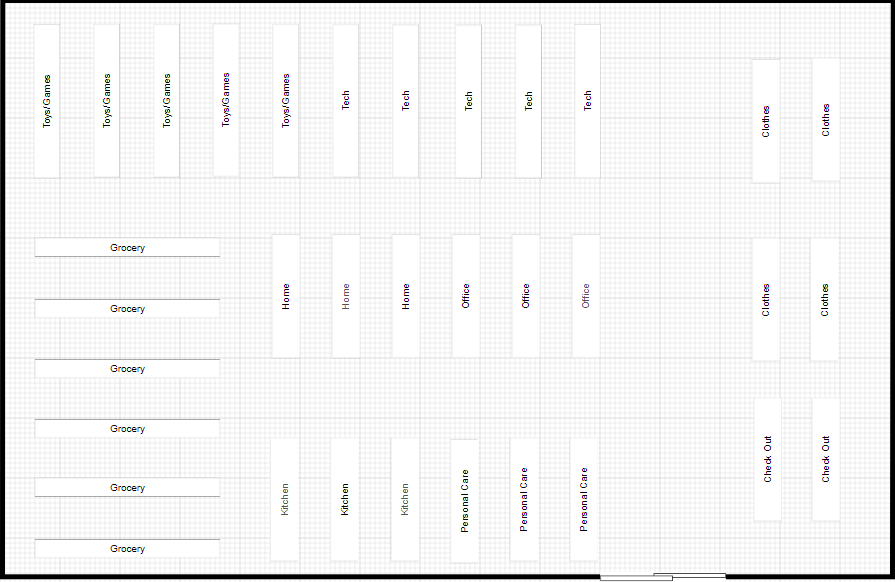 Toys/Games
Toys/Games
Toys/Games
Toys/Games
Toys/Games
Tech
Tech
Tech
Tech
Tech
Clothes
Clothes
Grocery
Grocery
Grocery
Grocery
Grocery
Grocery
Home
Home
Home
Office
Office
Office
Clothes
Clothes
Kitchen
Kitchen
Kitchen
Personal Care
Personal Care
Personal Care
Check Out
Check Out